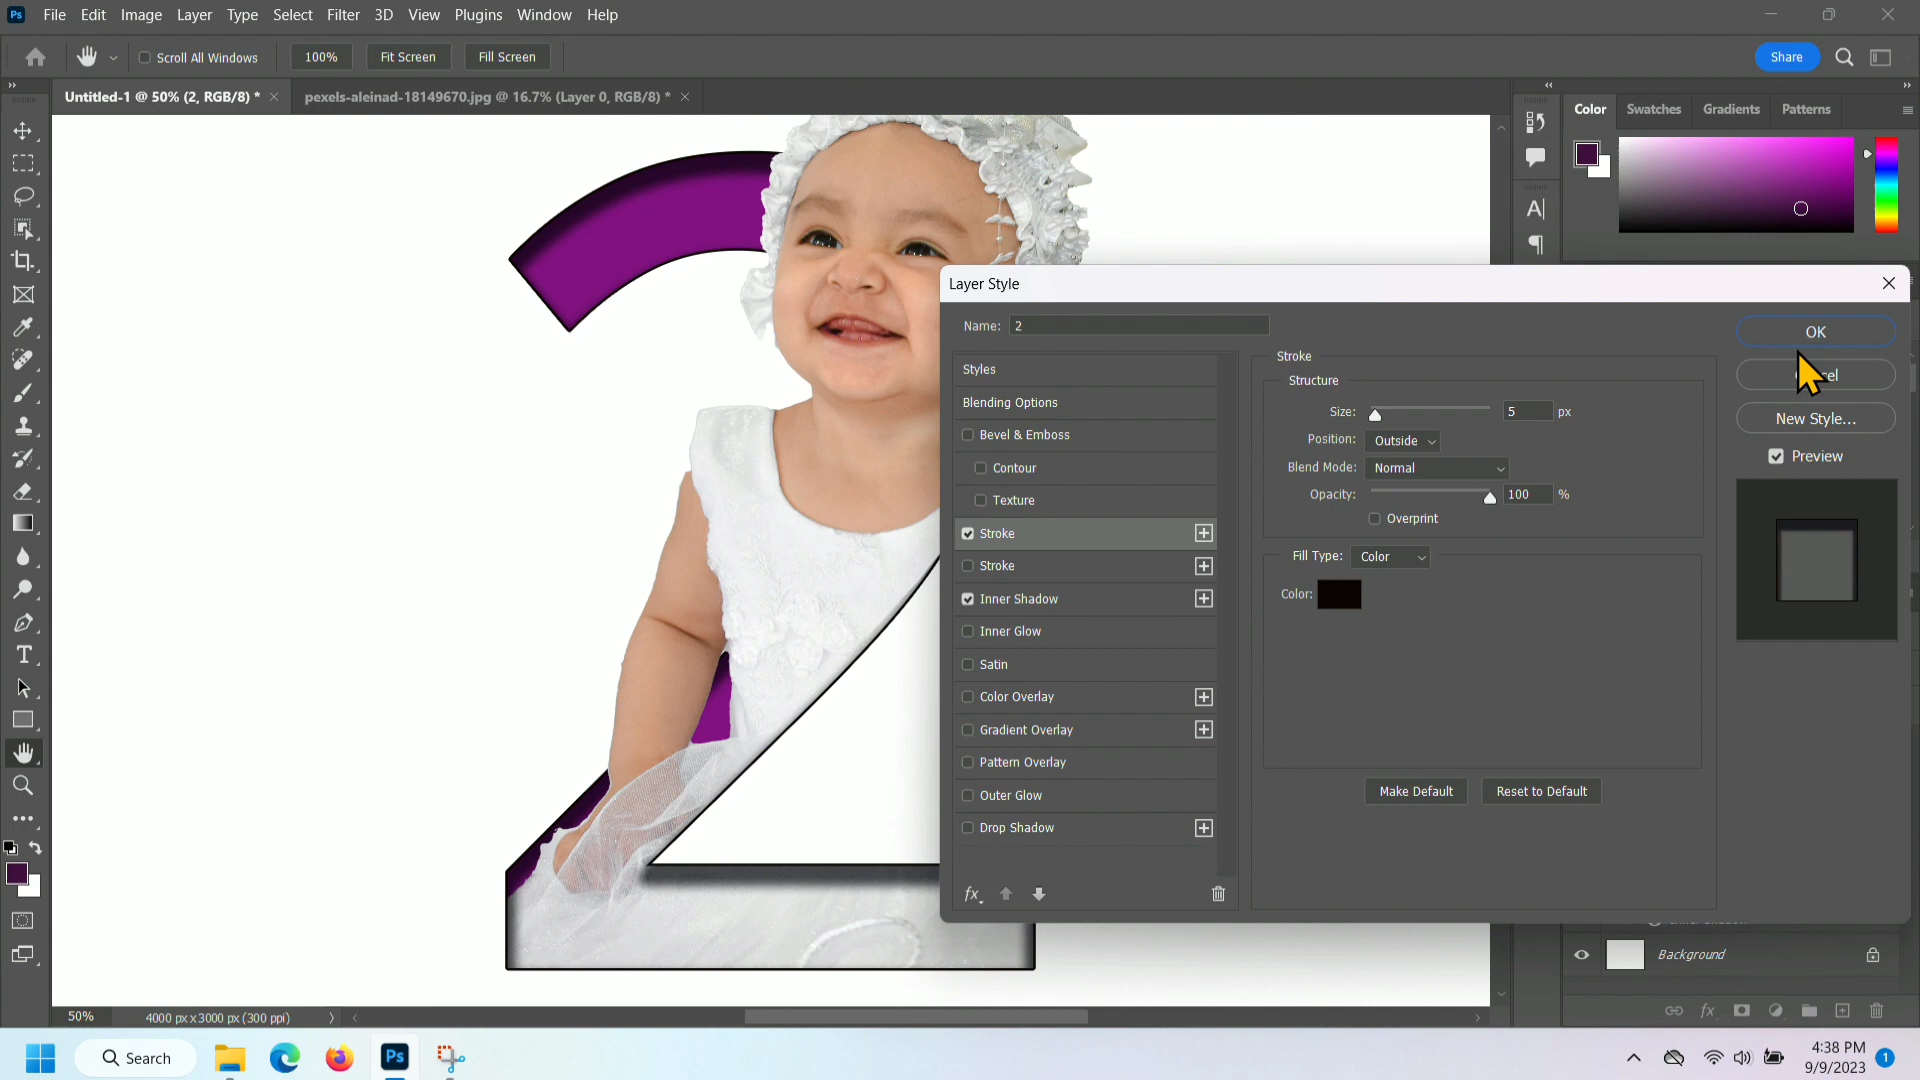 Ps File Edit Image Layer Type Select Filter 3D View Plugins Window Help
Scroll All Windows 100% Fit Screen Fill Screen Share
Untitled-1 @ 50% (2, RGB/8) * × pexels-aleinad-18149670.jpg @ 16.7% (Layer 0, RGB/8) * ×
Color Swatches Gradients Patterns
Layer Style
Name: 2
OK
Styles
Blending Options
Bevel & Emboss
Contour
Texture
Stroke
Stroke
Inner Shadow
Inner Glow
Satin
Color Overlay
Gradient Overlay
Pattern Overlay
Outer Glow
Drop Shadow
fx
Stroke
Structure
Size: 5 px
Position: Outside
Blend Mode: Normal
Opacity: 100 %
Overprint
Fill Type: Color
Color:
Make Default Reset to Default
New Style...
Preview
Background
fx
50% 4000 px x 3000 px (300 ppi)
Search
Ps
4:38 PM
9/9/2023
1